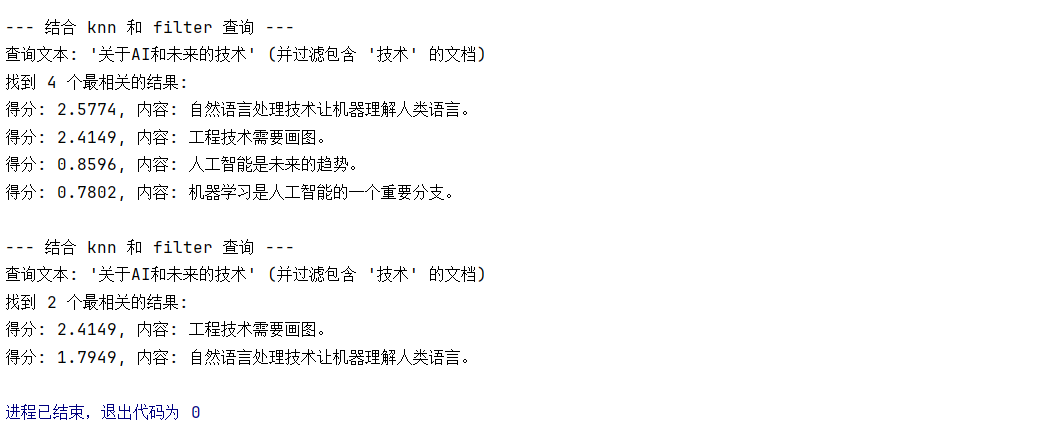 --- 结合 knn 和 filter 查询 ---
查询文本: '关于AI和未来的技术' (并过滤包含 '技术' 的文档)
找到 4 个最相关的结果:
得分: 2.5774, 内容: 自然语言处理技术让机器理解人类语言。
得分: 2.4149, 内容: 工程技术需要画图。
得分: 0.8596, 内容: 人工智能是未来的趋势。
得分: 0.7802, 内容: 机器学习是人工智能的一个重要分支。
--- 结合 knn 和 filter 查询 ---
查询文本: '关于AI和未来的技术' (并过滤包含 '技术' 的文档)
找到 2 个最相关的结果:
得分: 2.4149, 内容: 工程技术需要画图。
得分: 1.7949, 内容: 自然语言处理技术让机器理解人类语言。
进程已结束，退出代码为 0